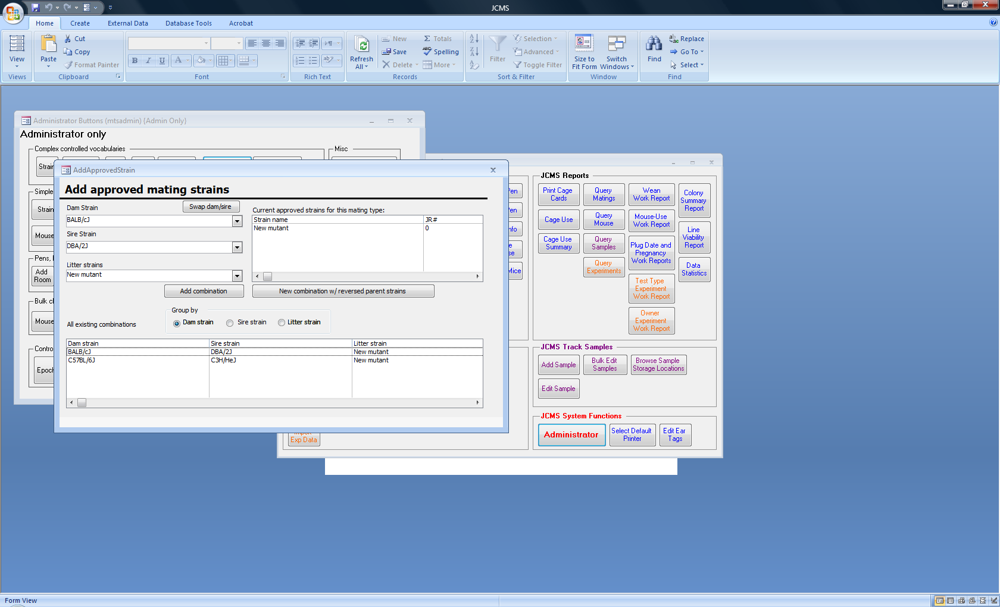 JCMS
Home Create External Data Database Tools Acrobat
View
Views
Paste
Cut
Copy
Format Painter
Clipboard
B I U A
Font
Rich Text
Refresh
All
New
Save
Delete
Totals
Spelling
More
Records
Filter
Selection
Advanced
Toggle Filter
Sort & Filter
Size to
Fit Form
Switch
Windows
Window
Find
Replace
Go To
Select
Find
Administrator Buttons (mtsadmin) {Admin Only}
Administrator only
Complex controlled vocabularies
Misc
Strain
Simple
Strain
Mouse
Pens,
Add
Room
Bulk
Mouse
Contro
Epoch
AddApprovedStrain
Add approved mating strains
Dam Strain
Swap dam/sire
BALB/cJ
Sire Strain
DBA/2J
Litter strains
New mutant
Add combination
Current approved strains for this mating type:
Strain name JR#
New mutant 0
New combination w/ reversed parent strains
Group by
Dam strain Sire strain Litter strain
All existing combinations
Dam strain Sire strain Litter strain
BALB/cJ DBA/2J New mutant
C57BL/6J C3H/HeJ New mutant
Pen
Mice
Exp Data
JCMS Reports
Print Cage
Cards
Query
Matings
Wean
Work Report
Colony
Summary
Report
Cage Use
Query
Mouse
Mouse-Use
Work Report
Line
Viability
Report
Cage Use
Summary
Query
Samples
Plug Date and
Pregnancy
Work Reports
Query
Experiments
Data
Statistics
Test Type
Experiment
Work Report
Owner
Experiment
Work Report
JCMS Track Samples
Add Sample
Bulk Edit
Samples
Browse Sample
Storage Locations
Edit Sample
JCMS System Functions
Administrator
Select Default
Printer
Edit Ear
Tags
Form View